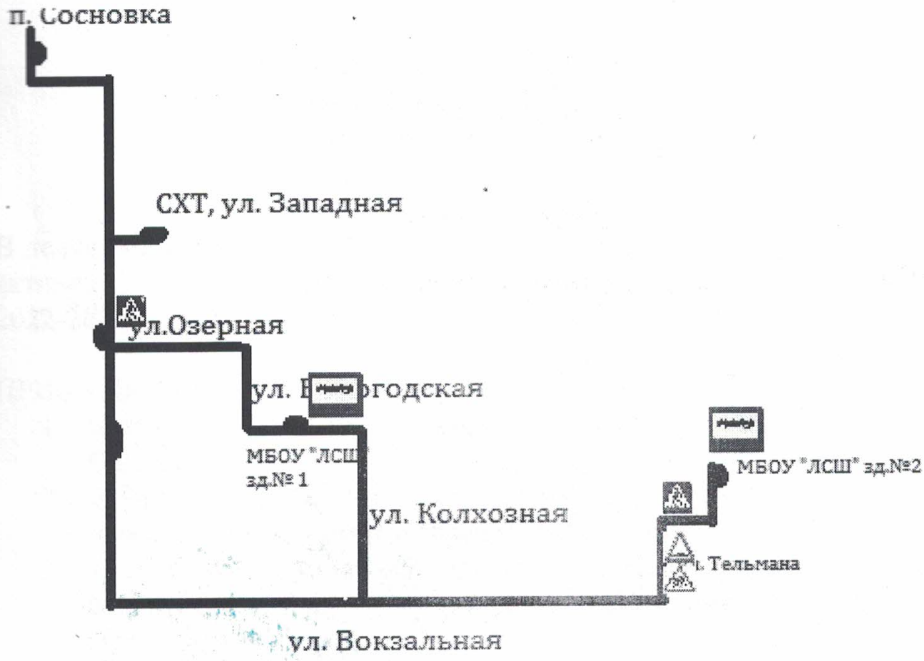 п. Сосновка
СХТ, ул. Западная
ул.Озерная
ул.
МБОУ "ЛСШ"
зд.№ 1
МБОУ "ЛСШ" зд.№2
ул. Колхозная
Тельмана
ул. Вокзальная